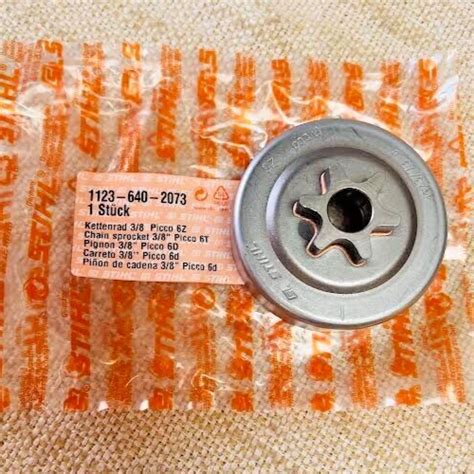 STIHL
1123-640-2073
1 Stück
Kettenrad 3/8 Picco 6Z
Chain sprocket 3/8" Picco 6T
Pignon 3/8" Picco 6D
Carreto 3/8'' Picco 6d
Piñon de cadena 3/8" Picco 6d
STIHL